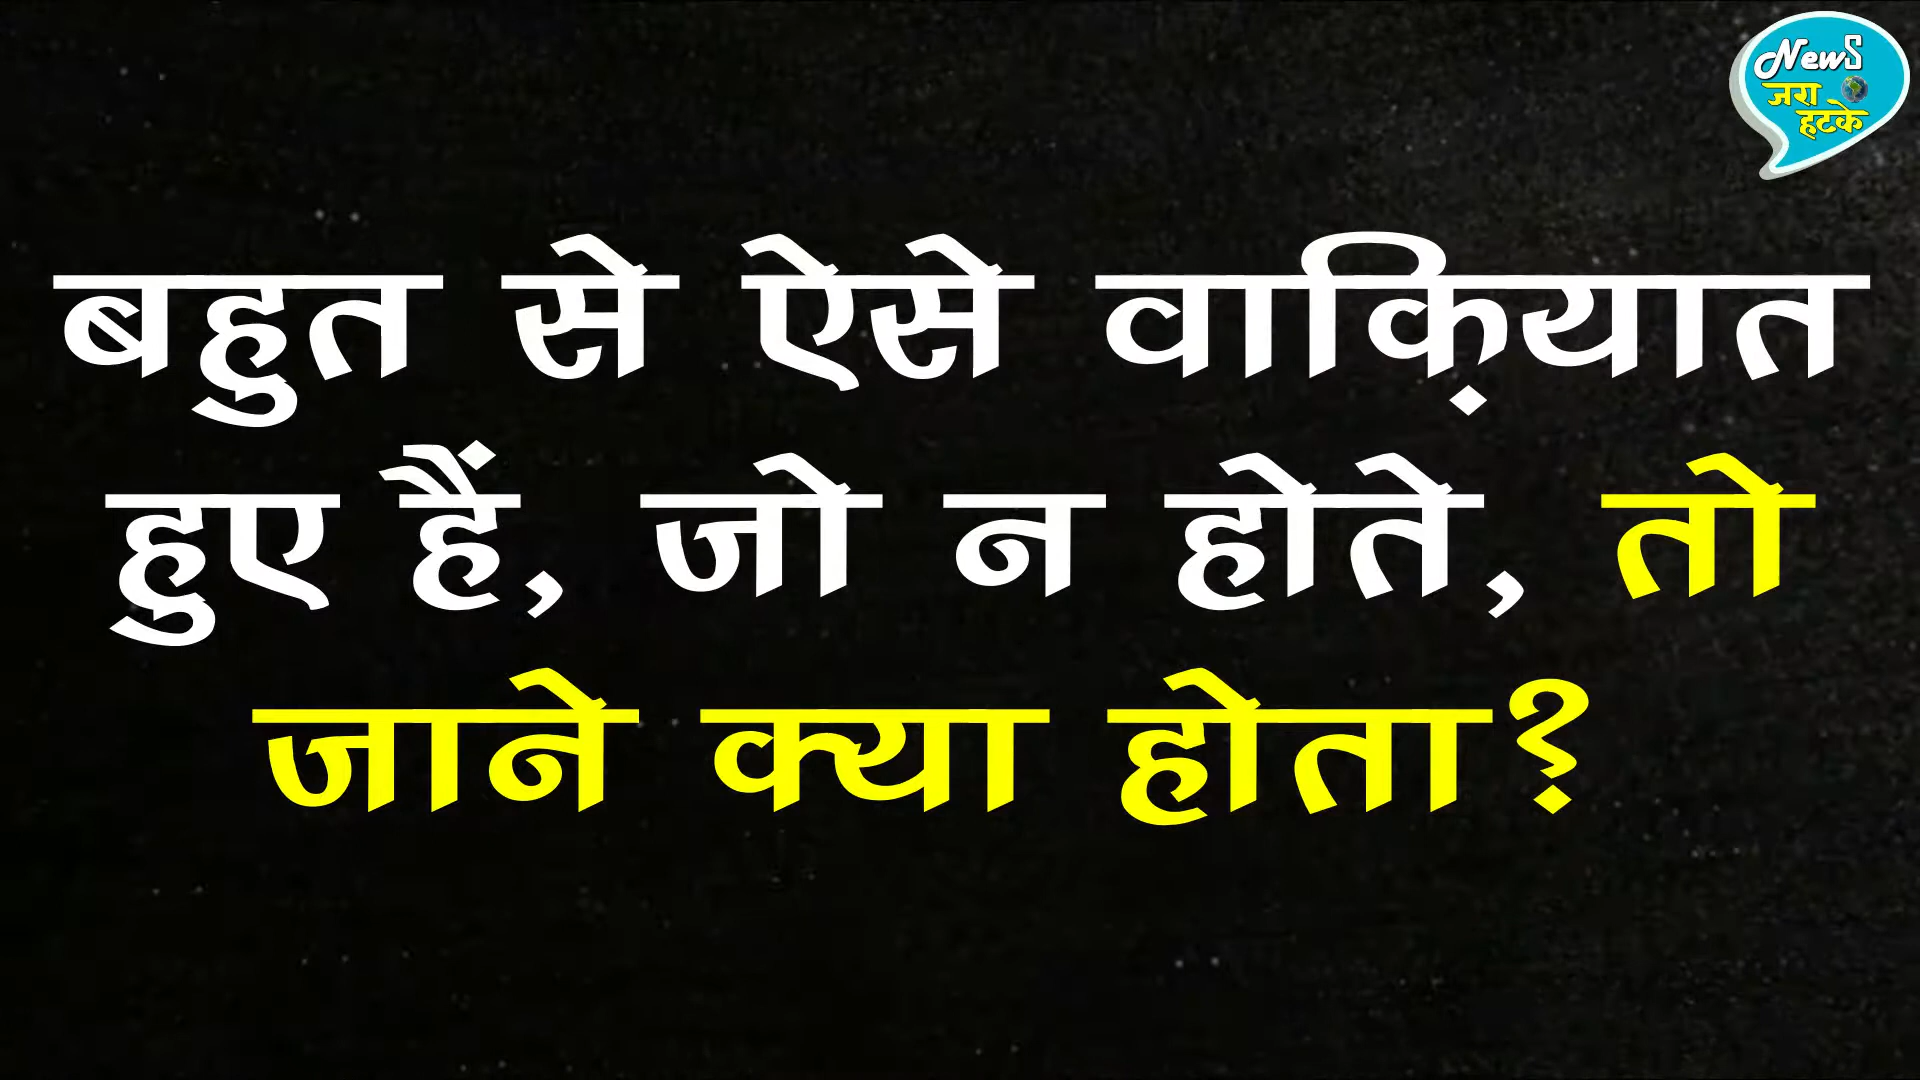 NewS
जरा
हटके
बहुत से ऐसे वाक़ियात
हुए हैं, जो न होते, तो
जाने क्या होता?